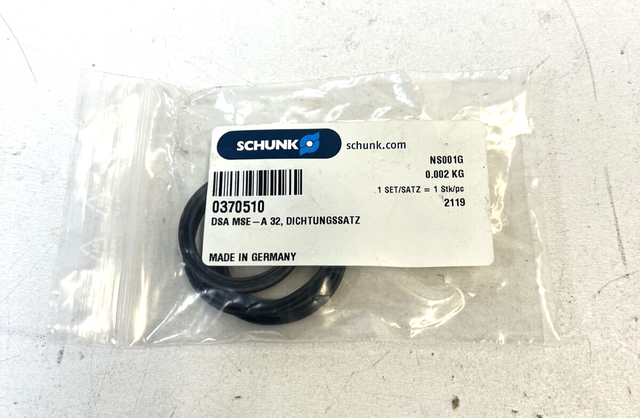 SCHUNK schunk.com
NS001G
0.002 KG
1 SET/SATZ = 1 Stk/pc
0370510 2119
DSA MSE-A 32, DICHTUNGSSATZ
MADE IN GERMANY